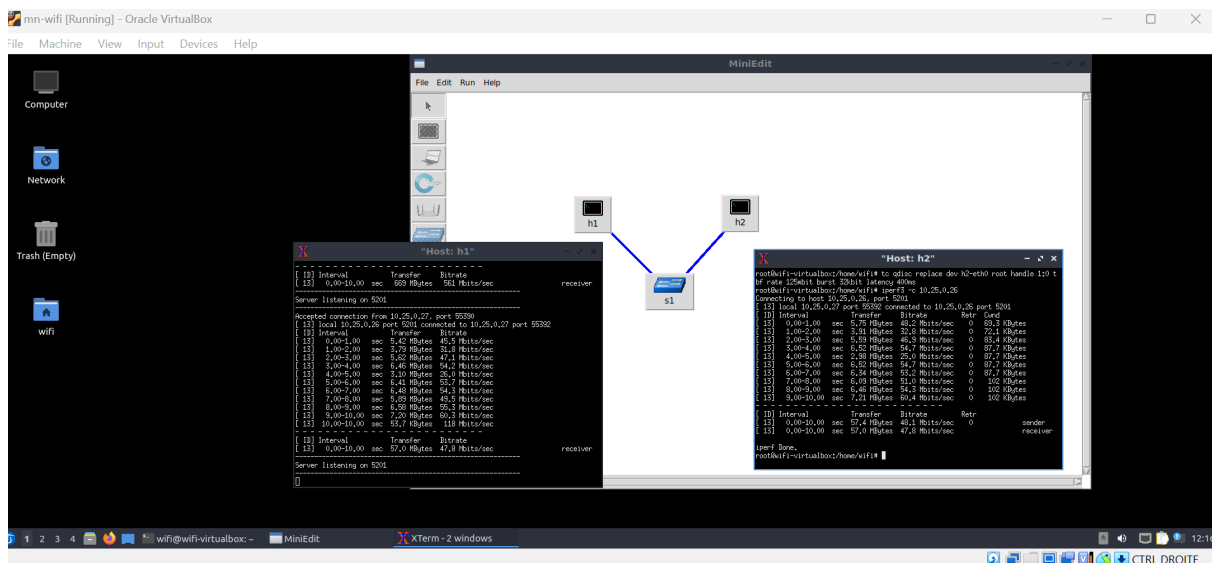 mn-wifi [Running] - Oracle VirtualBox
File Machine View Input Devices Help
MiniEdit
File Edit Run Help
Computer
Network
Trash (Empty)
wifi
h1
h2
s1
"Host: h1"
[ ID] Interval Transfer Bitrate
[ 13] 0,00-10,00 sec 669 MBytes 561 Mbits/sec receiver
Server listening on 5201
Accepted connection from 10.25.0.27, port 55390
[ 13] local 10.25.0.26 port 5201 connected to 10.25.0.27 port 55392
[ ID] Interval Transfer Bitrate
[ 13] 0,00-1,00 sec 5,42 MBytes 45,5 Mbits/sec
[ 13] 1,00-2,00 sec 3,79 MBytes 31,8 Mbits/sec
[ 13] 2,00-3,00 sec 5,62 MBytes 47,1 Mbits/sec
[ 13] 3,00-4,00 sec 6,46 MBytes 54,2 Mbits/sec
[ 13] 4,00-5,00 sec 3,10 MBytes 26,0 Mbits/sec
[ 13] 5,00-6,00 sec 6,41 MBytes 53,7 Mbits/sec
[ 13] 6,00-7,00 sec 6,48 MBytes 54,3 Mbits/sec
[ 13] 7,00-8,00 sec 5,89 MBytes 49,5 Mbits/sec
[ 13] 8,00-9,00 sec 6,58 MBytes 55,3 Mbits/sec
[ 13] 9,00-10,00 sec 7,20 MBytes 60,3 Mbits/sec
[ 13] 10,00-10,00 sec 53,7 KBytes 118 Mbits/sec
[ ID] Interval Transfer Bitrate
[ 13] 0,00-10,00 sec 57,0 MBytes 47,8 Mbits/sec receiver
Server listening on 5201
"Host: h2"
root@wifi-virtualbox:/home/wifi# tc qdisc replace dev h2-eth0 root handle 1:0 t
bf rate 125mbit burst 32kbit latency 400ms
root@wifi-virtualbox:/home/wifi# iperf3 -c 10.25.0.26
Connecting to host 10.25.0.26, port 5201
[ 13] local 10.25.0.27 port 55392 connected to 10.25.0.26 port 5201
[ ID] Interval Transfer Bitrate Retr Cwnd
[ 13] 0,00-1,00 sec 5,75 MBytes 48,2 Mbits/sec 0 69,3 KBytes
[ 13] 1,00-2,00 sec 3,91 MBytes 32,8 Mbits/sec 0 72,1 KBytes
[ 13] 2,00-3,00 sec 5,59 MBytes 46,9 Mbits/sec 0 83,4 KBytes
[ 13] 3,00-4,00 sec 6,52 MBytes 54,7 Mbits/sec 0 87,7 KBytes
[ 13] 4,00-5,00 sec 2,98 MBytes 25,0 Mbits/sec 0 87,7 KBytes
[ 13] 5,00-6,00 sec 6,52 MBytes 54,7 Mbits/sec 0 87,7 KBytes
[ 13] 6,00-7,00 sec 6,34 MBytes 53,2 Mbits/sec 0 87,7 KBytes
[ 13] 7,00-8,00 sec 6,09 MBytes 51,0 Mbits/sec 0 102 KBytes
[ 13] 8,00-9,00 sec 6,46 MBytes 54,3 Mbits/sec 0 102 KBytes
[ 13] 9,00-10,00 sec 7,21 MBytes 60,4 Mbits/sec 0 102 KBytes
[ ID] Interval Transfer Bitrate Retr
[ 13] 0,00-10,00 sec 57,4 MBytes 48,1 Mbits/sec 0 sender
[ 13] 0,00-10,00 sec 57,0 MBytes 47,8 Mbits/sec receiver
iperf Done.
root@wifi-virtualbox:/home/wifi#
1 2 3 4 wifi@wifi-virtualbox: ~ MiniEdit XTerm - 2 windows 12:16
CTRL DROITE